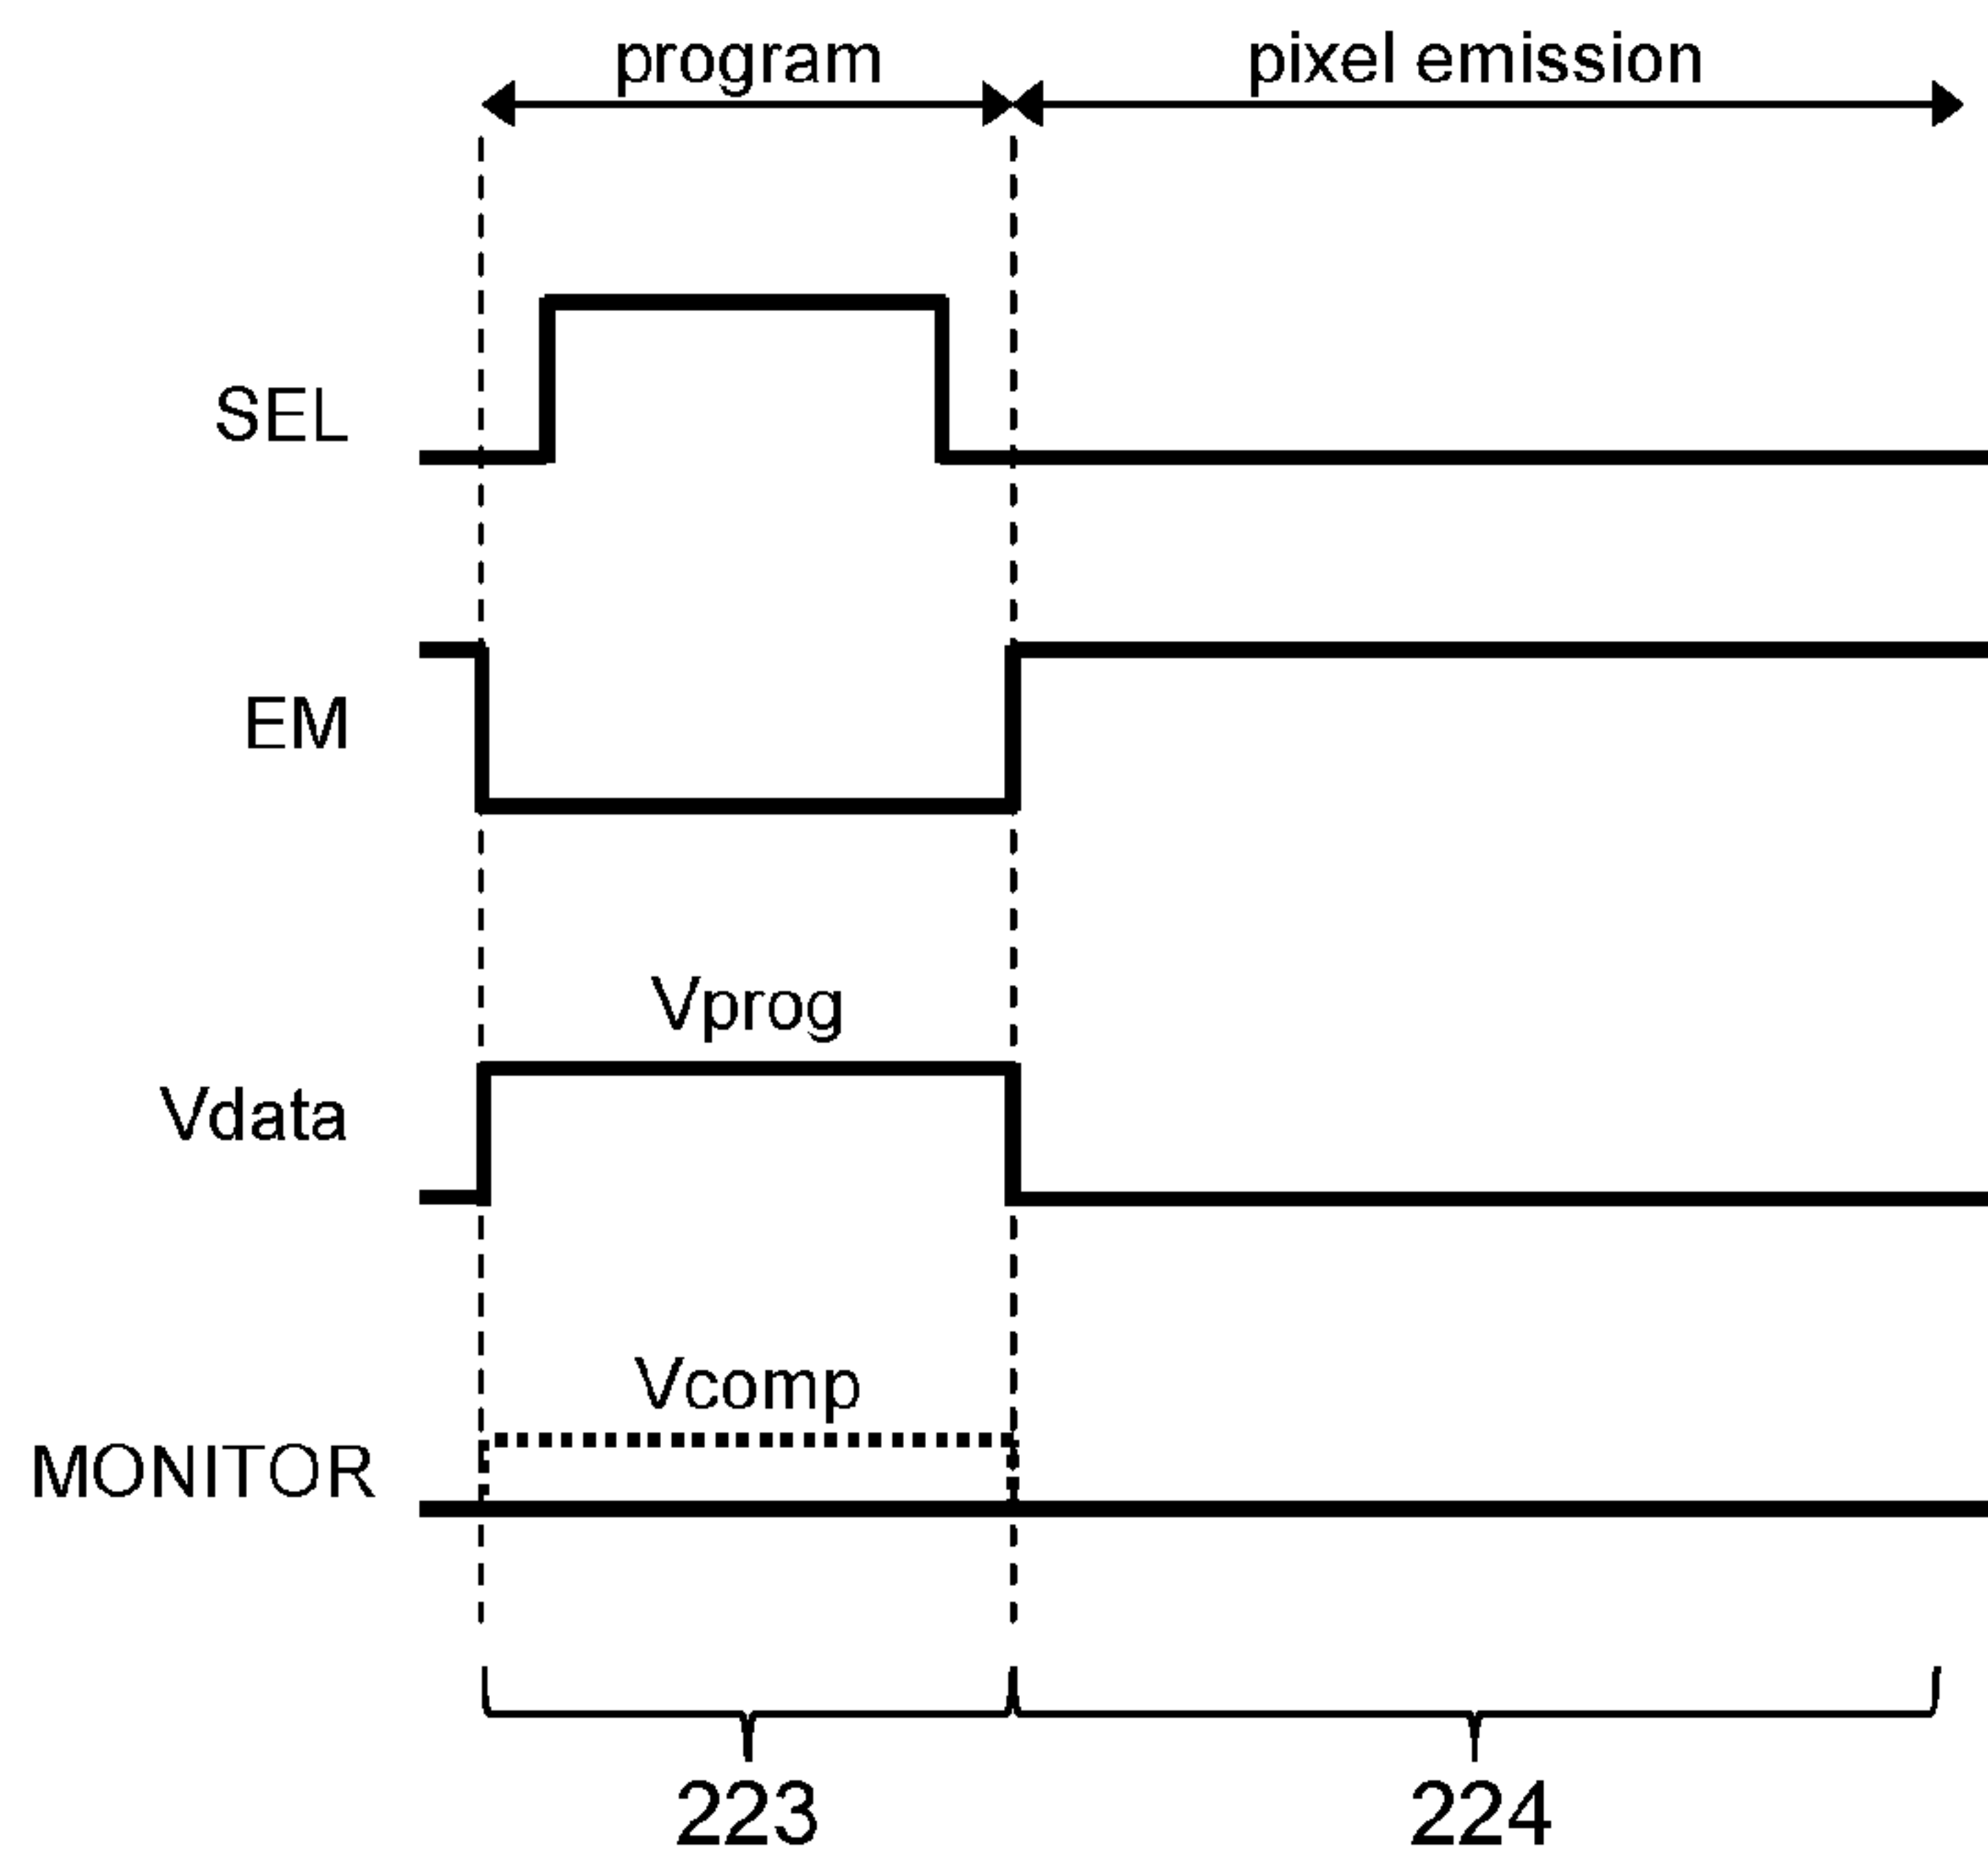 program
pixel emission
SEL
EM
Vprog
Vdata
Vcomp
MONITOR
223
224